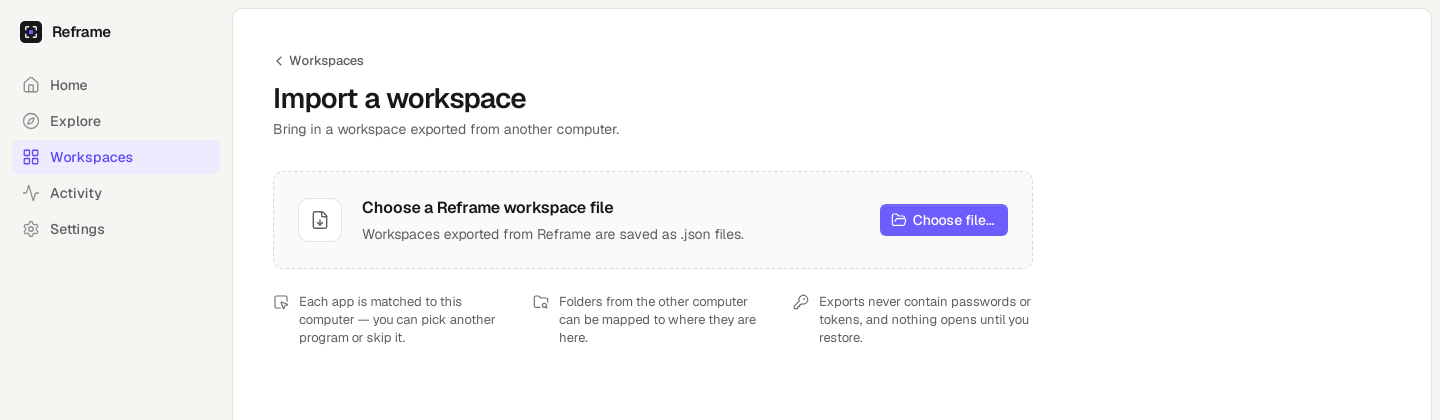 Reframe
Home
Explore
Workspaces
Activity
Settings
Workspaces
Import a workspace
Bring in a workspace exported from another computer.
Choose a Reframe workspace file
Workspaces exported from Reframe are saved as .json files.
Choose file...
Each app is matched to this
computer — you can pick another
program or skip it.
Folders from the other computer
can be mapped to where they are
here.
Exports never contain passwords or
tokens, and nothing opens until you
restore.